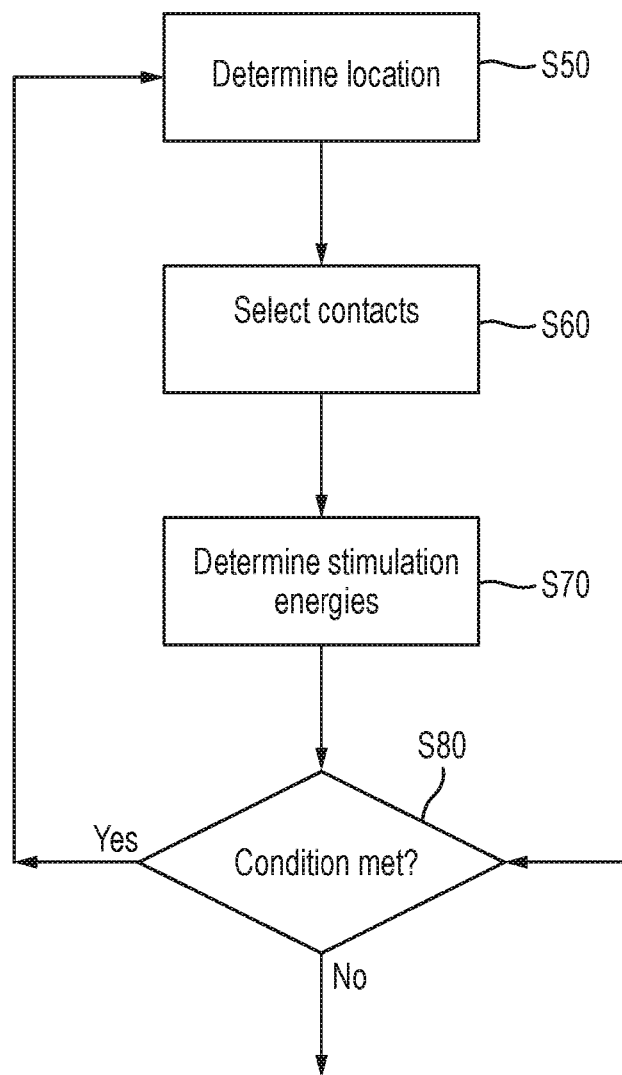 Determine location
S50
Select contacts
S60
Determine stimulation
energies
S70
S80
Yes
Condition met?
No